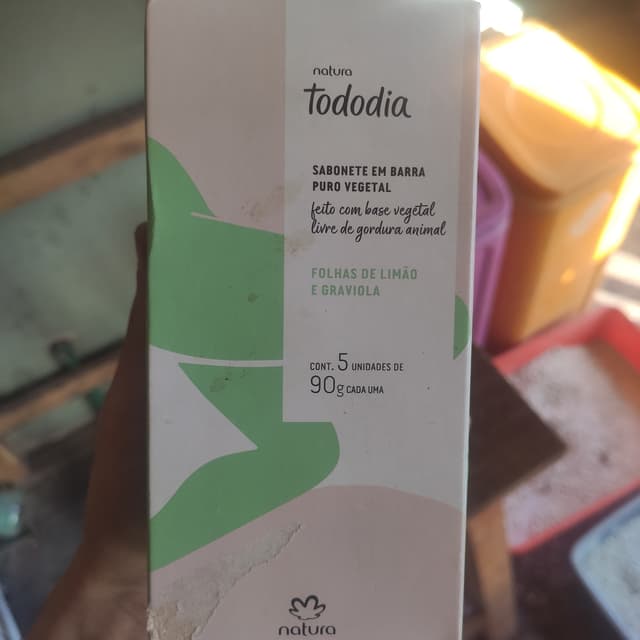 natura
tododia
SABONETE EM BARRA
PURO VEGETAL
feito com base vegetal
livre de gordura animal
FOLHAS DE LIMÃO
E GRAVIOLA
CONT. 5 UNIDADES DE
90g CADA UMA
natura